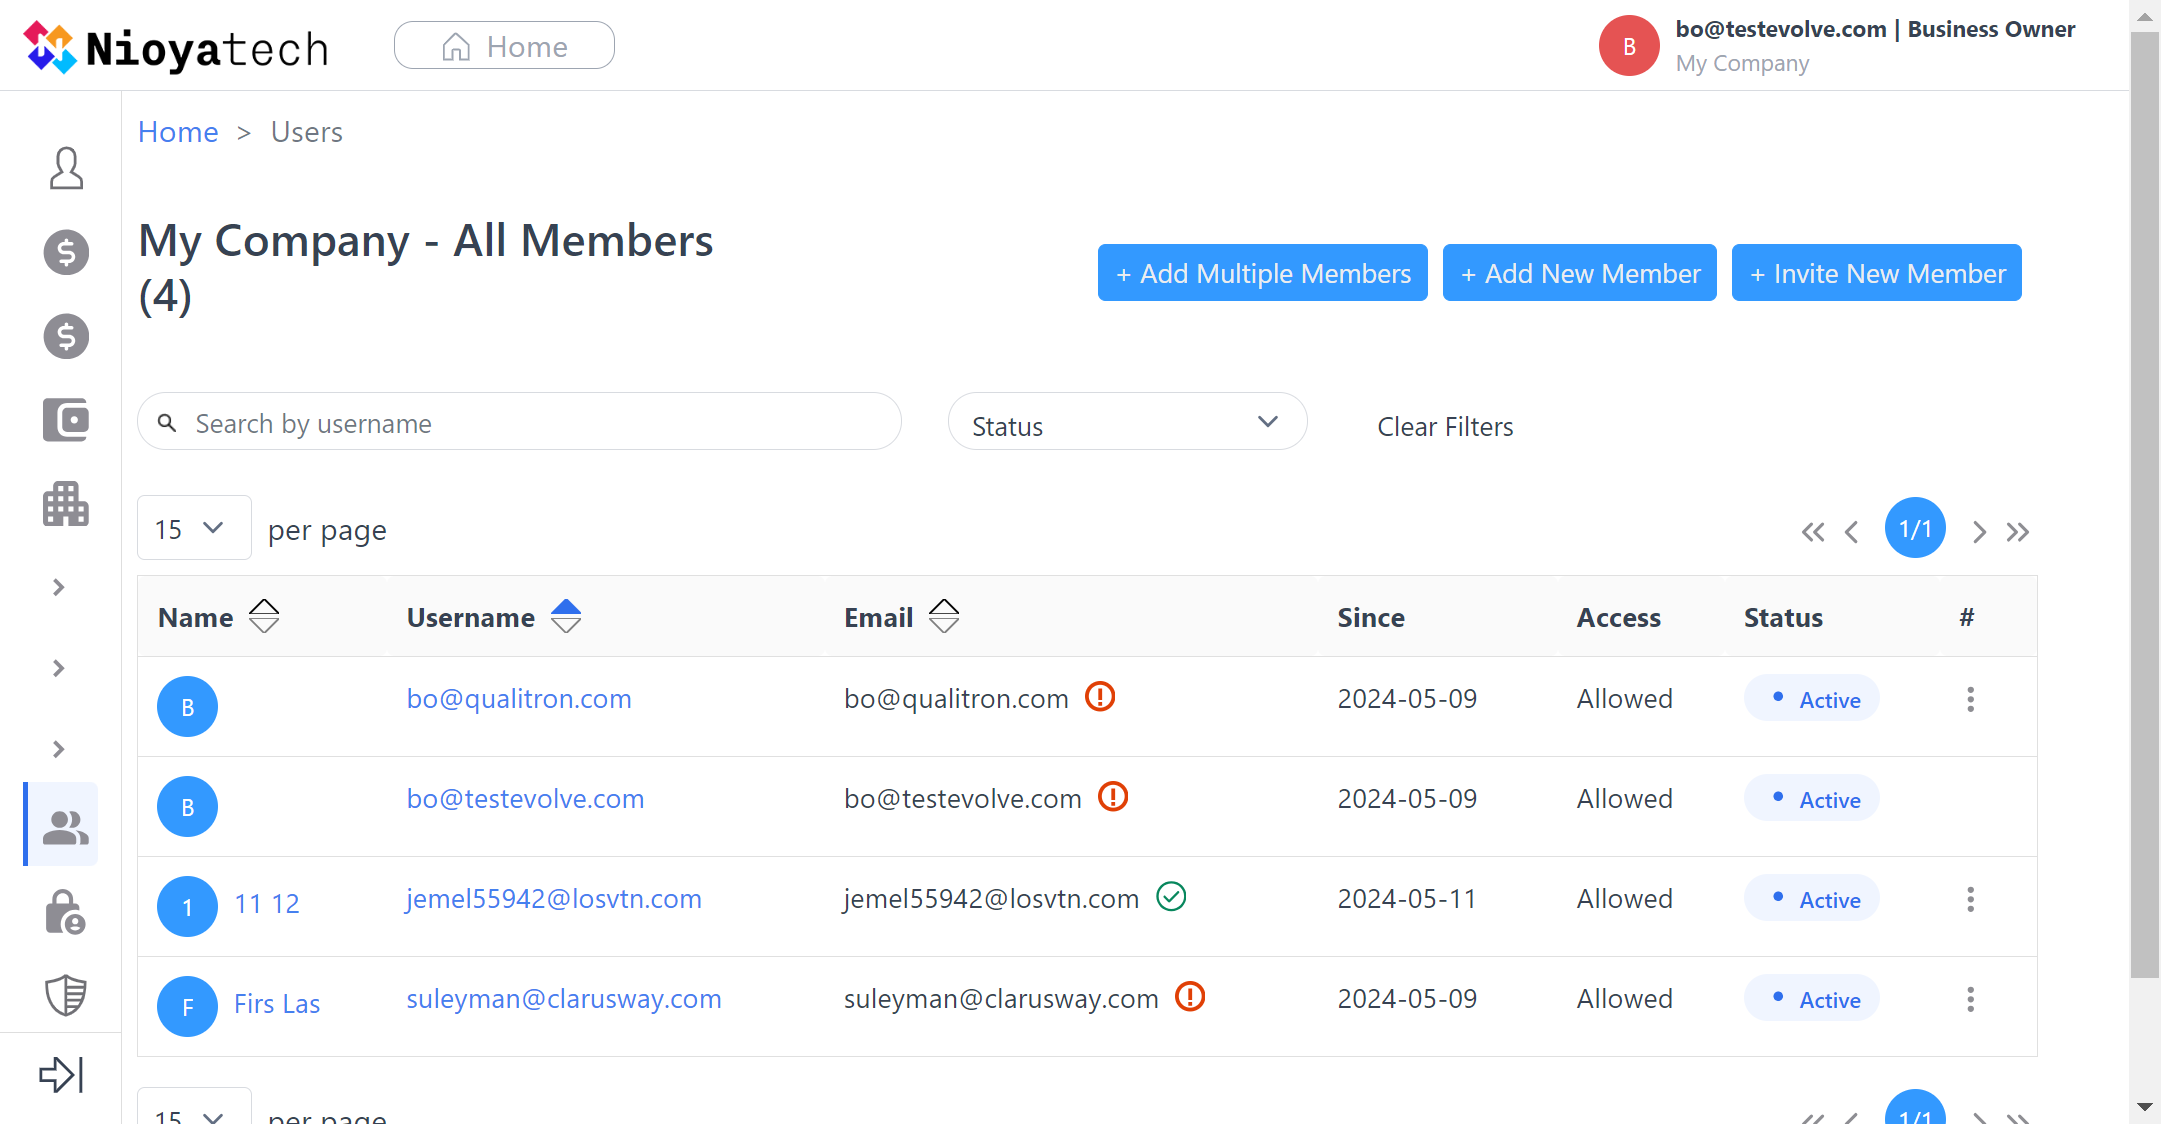 Nioyatech
Home
B
bo@testevolve.com | Business Owner
My Company
Home > Users
My Company - All Members
(4)
+ Add Multiple Members
+ Add New Member
+ Invite New Member
Search by username
Status
Clear Filters
15
per page
1/1
Name Username Email Since Access Status #
B bo@qualitron.com bo@qualitron.com 2024-05-09 Allowed Active
B bo@testevolve.com bo@testevolve.com 2024-05-09 Allowed Active
1 11 12 jemel55942@losvtn.com jemel55942@losvtn.com 2024-05-11 Allowed Active
F Firs Las suleyman@clarusway.com suleyman@clarusway.com 2024-05-09 Allowed Active
15
per page
1/1